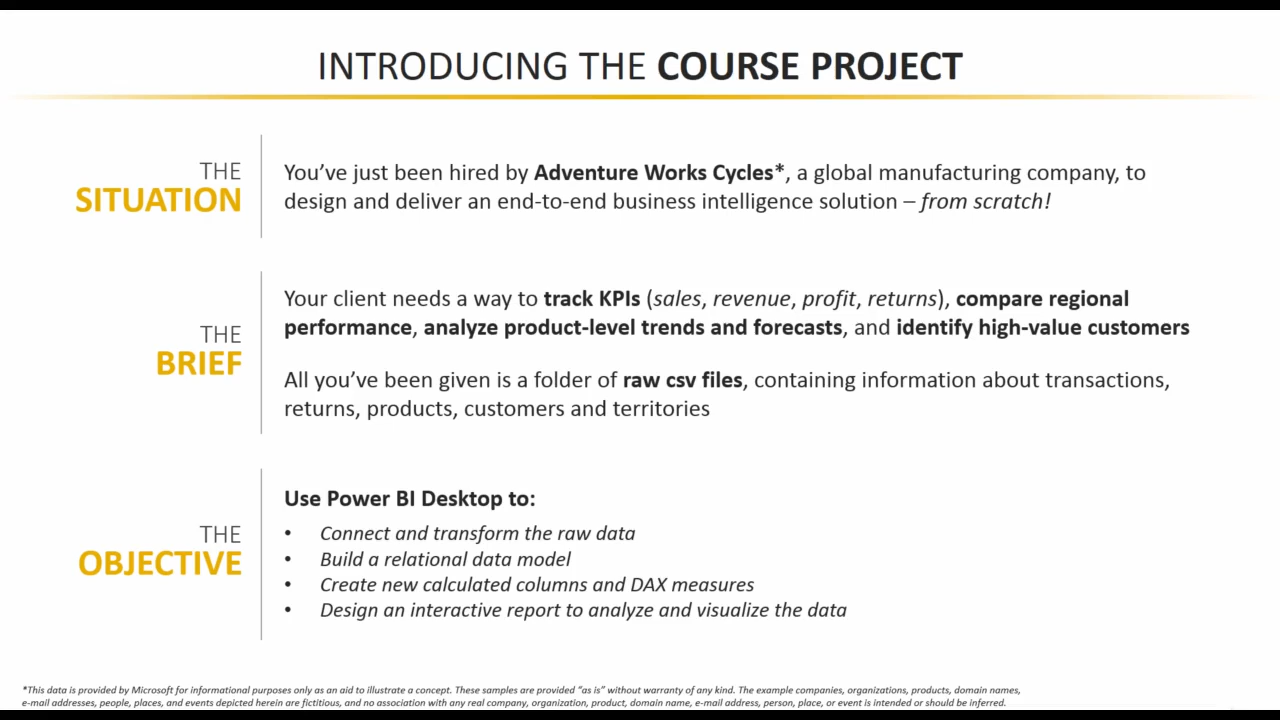 INTRODUCING THE COURSE PROJECT
THE
SITUATION
You’ve just been hired by Adventure Works Cycles*, a global manufacturing company, to
design and deliver an end-to-end business intelligence solution – from scratch!
THE
BRIEF
Your client needs a way to track KPIs (sales, revenue, profit, returns), compare regional
performance, analyze product-level trends and forecasts, and identify high-value customers
All you’ve been given is a folder of raw csv files, containing information about transactions,
returns, products, customers and territories
THE
OBJECTIVE
Use Power BI Desktop to:
• Connect and transform the raw data
• Build a relational data model
• Create new calculated columns and DAX measures
• Design an interactive report to analyze and visualize the data
*This data is provided by Microsoft for informational purposes only as an aid to illustrate a concept. These samples are provided “as is” without warranty of any kind. The example companies, organizations, products, domain names,
e-mail addresses, people, places, and events depicted herein are fictitious, and no association with any real company, organization, product, domain name, e-mail address, person, place, or event is intended or should be inferred.